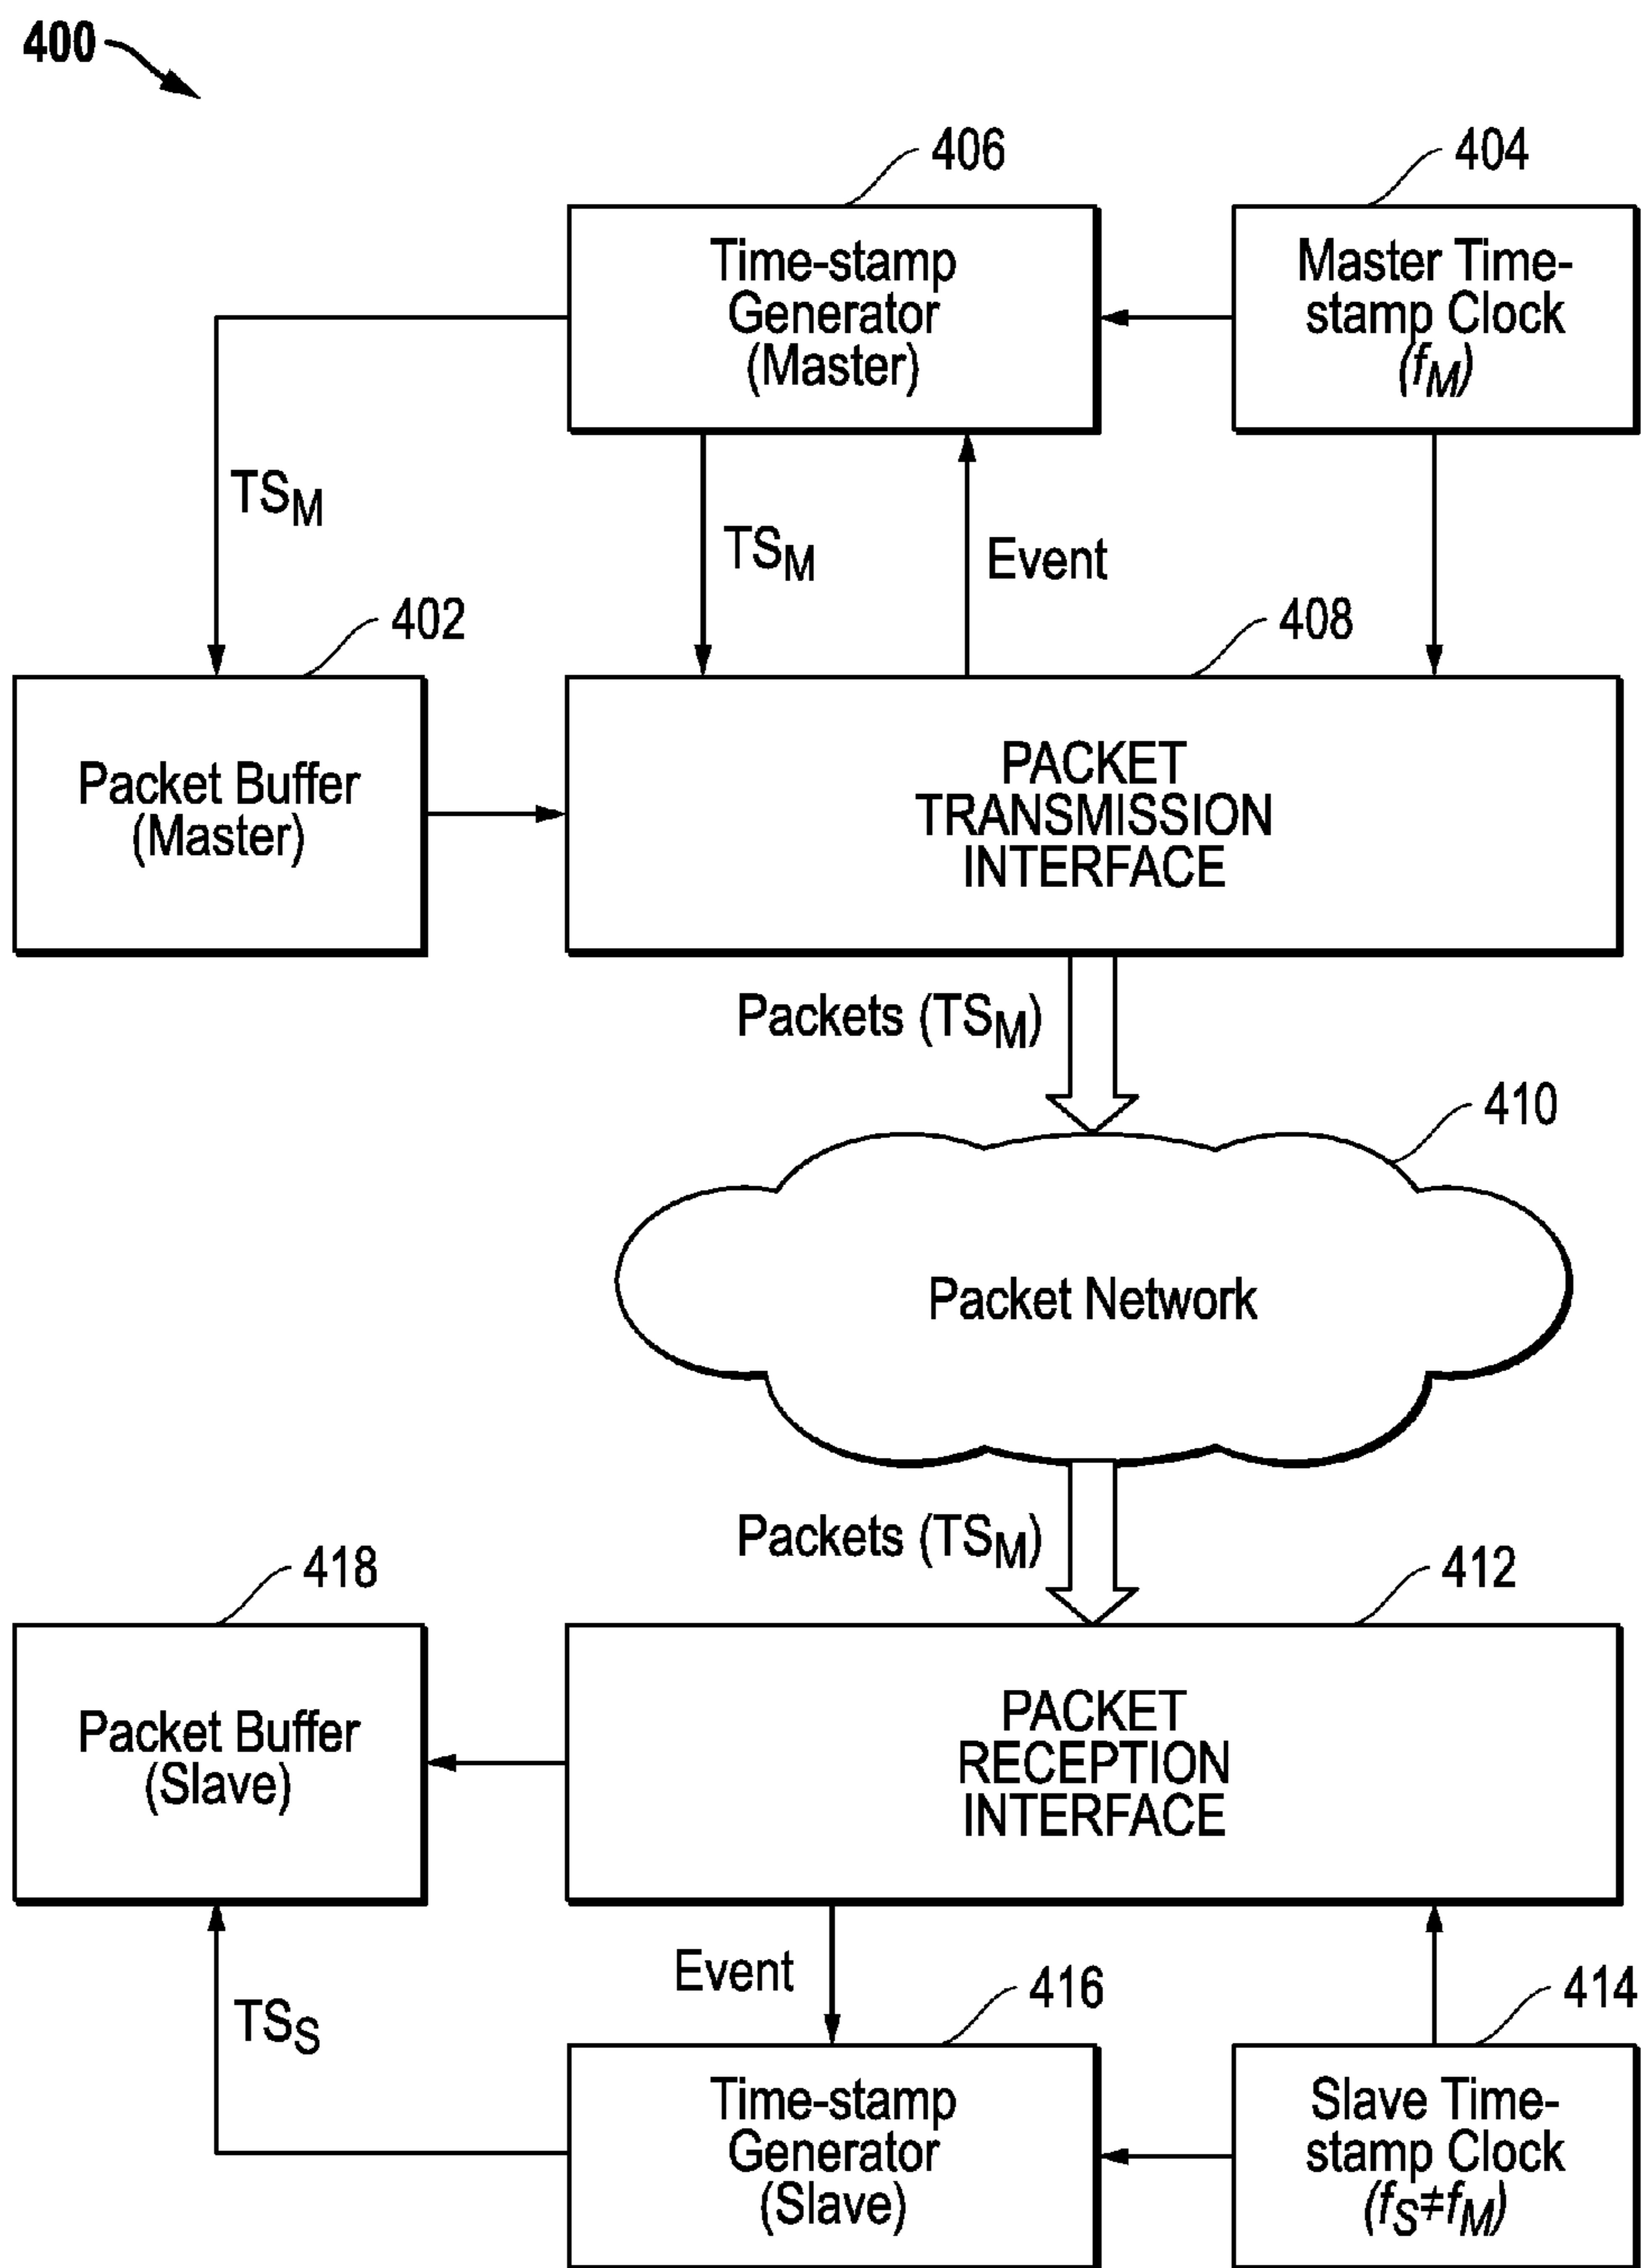 400
406
404
Time-stamp
Generator
(Master)
Master Time-
stamp Clock
(fM)
TSM
TSM
Event
402
408
Packet Buffer
(Master)
PACKET
TRANSMISSION
INTERFACE
Packets (TSM)
410
Packet Network
Packets (TSM)
418
412
Packet Buffer
(Slave)
PACKET
RECEPTION
INTERFACE
Event
416
414
TSS
Time-stamp
Generator
(Slave)
Slave Time-
stamp Clock
(fS≠fM)